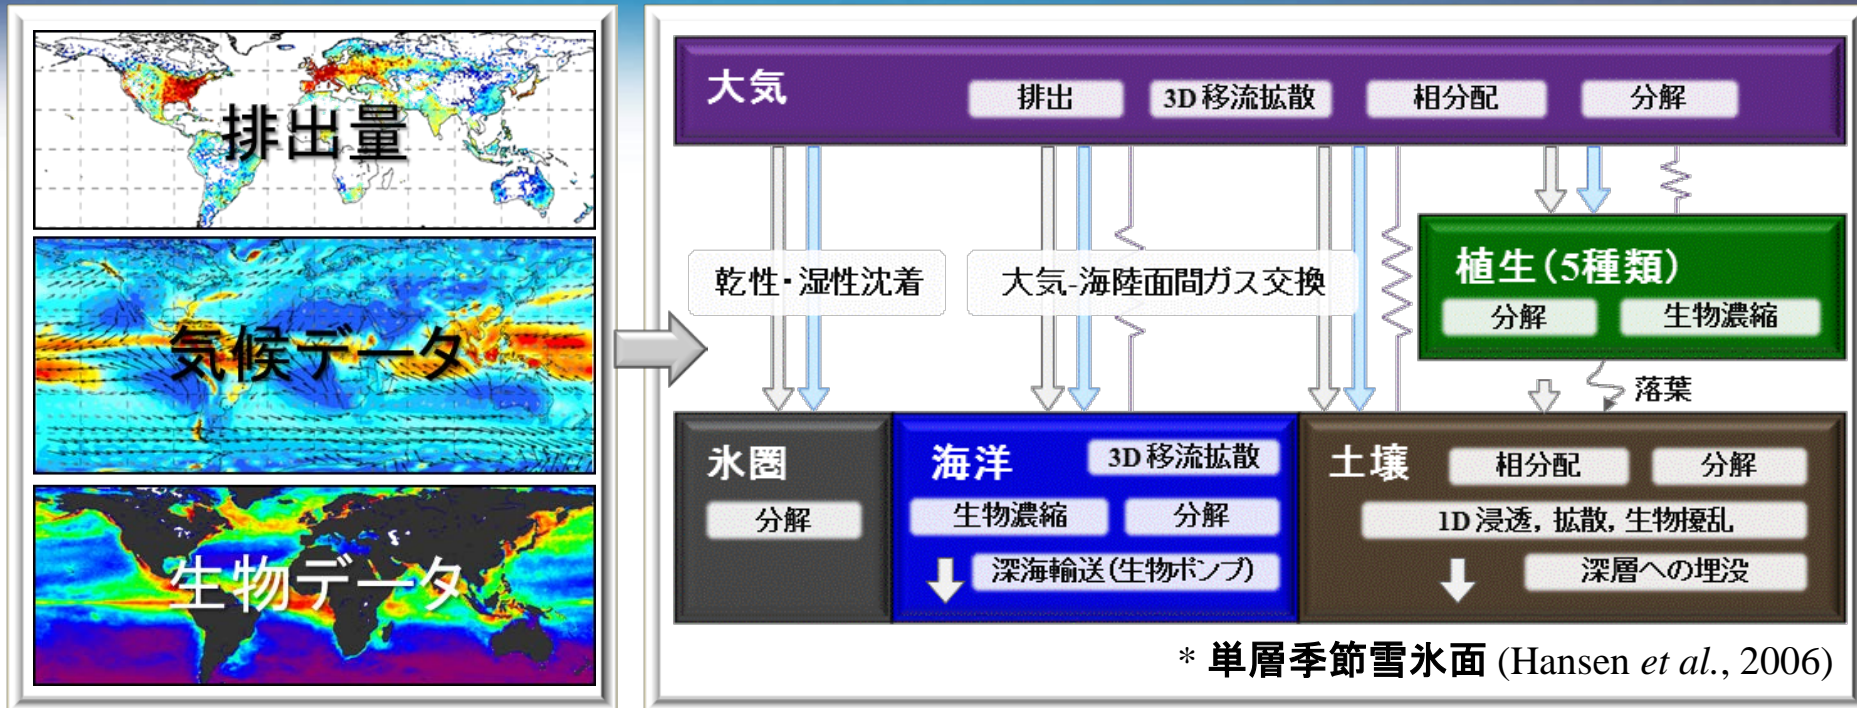 排出量
気候データ
生物データ
大気
排出
3D 移流拡散
相分配
分解
乾性・湿性沈着
大気-海陸面間ガス交換
植生(5種類)
分解
生物濃縮
落葉
氷圏
分解
海洋
3D 移流拡散
生物濃縮
分解
深海輸送(生物ポンプ)
土壌
相分配
分解
1D 浸透, 拡散, 生物擾乱
深層への埋没
* 単層季節雪氷面 (Hansen et al., 2006)